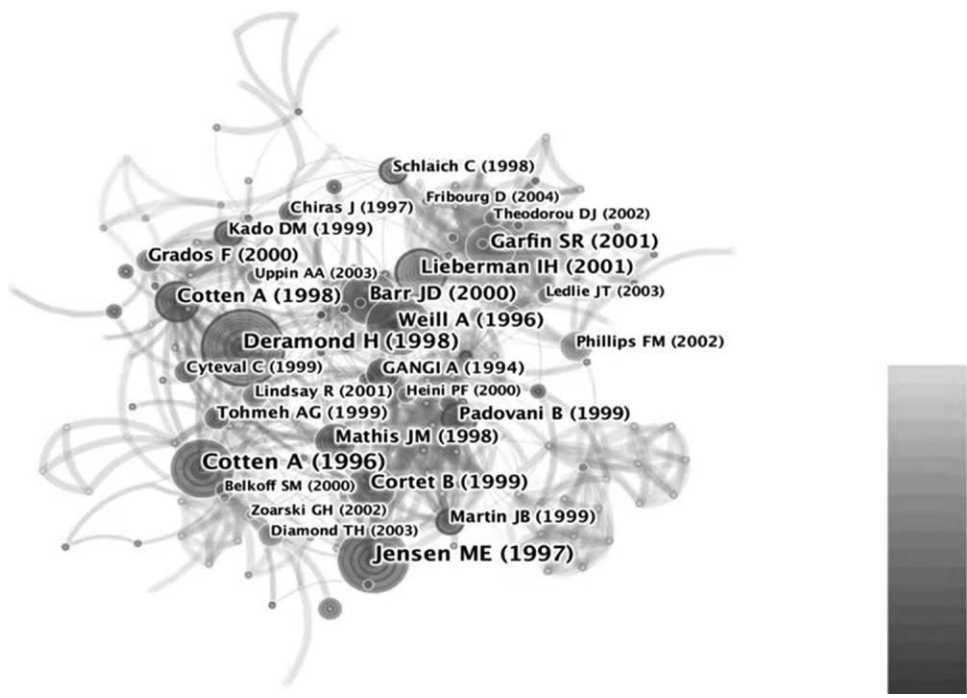 Schlaich C (1998)
Fribourg D (2004)
Chiras J (1997)
Theodorou DJ (2002)
Kado DM (1999)
Garfin SR (2001)
Grados F (2000)
Lieberman IH (2001)
Uppin AA (2003)
Ledlie JT (2003)
Cotten A (1998)
Barr JD (2000)
Weill A (1996)
Deramond H (1998)
Phillips FM (2002)
Cyteval C (1999)
GANGI A (1994)
Lindsay R (2001)
Heini PF (2000)
Tohmeh AG (1999)
Padovani B (1999)
Mathis JM (1998)
Cotten A (1996)
Belkoff SM (2000)
Cortet B (1999)
Zoarski GH (2002)
Martin JB (1999)
Diamond TH (2003)
Jensen ME (1997)